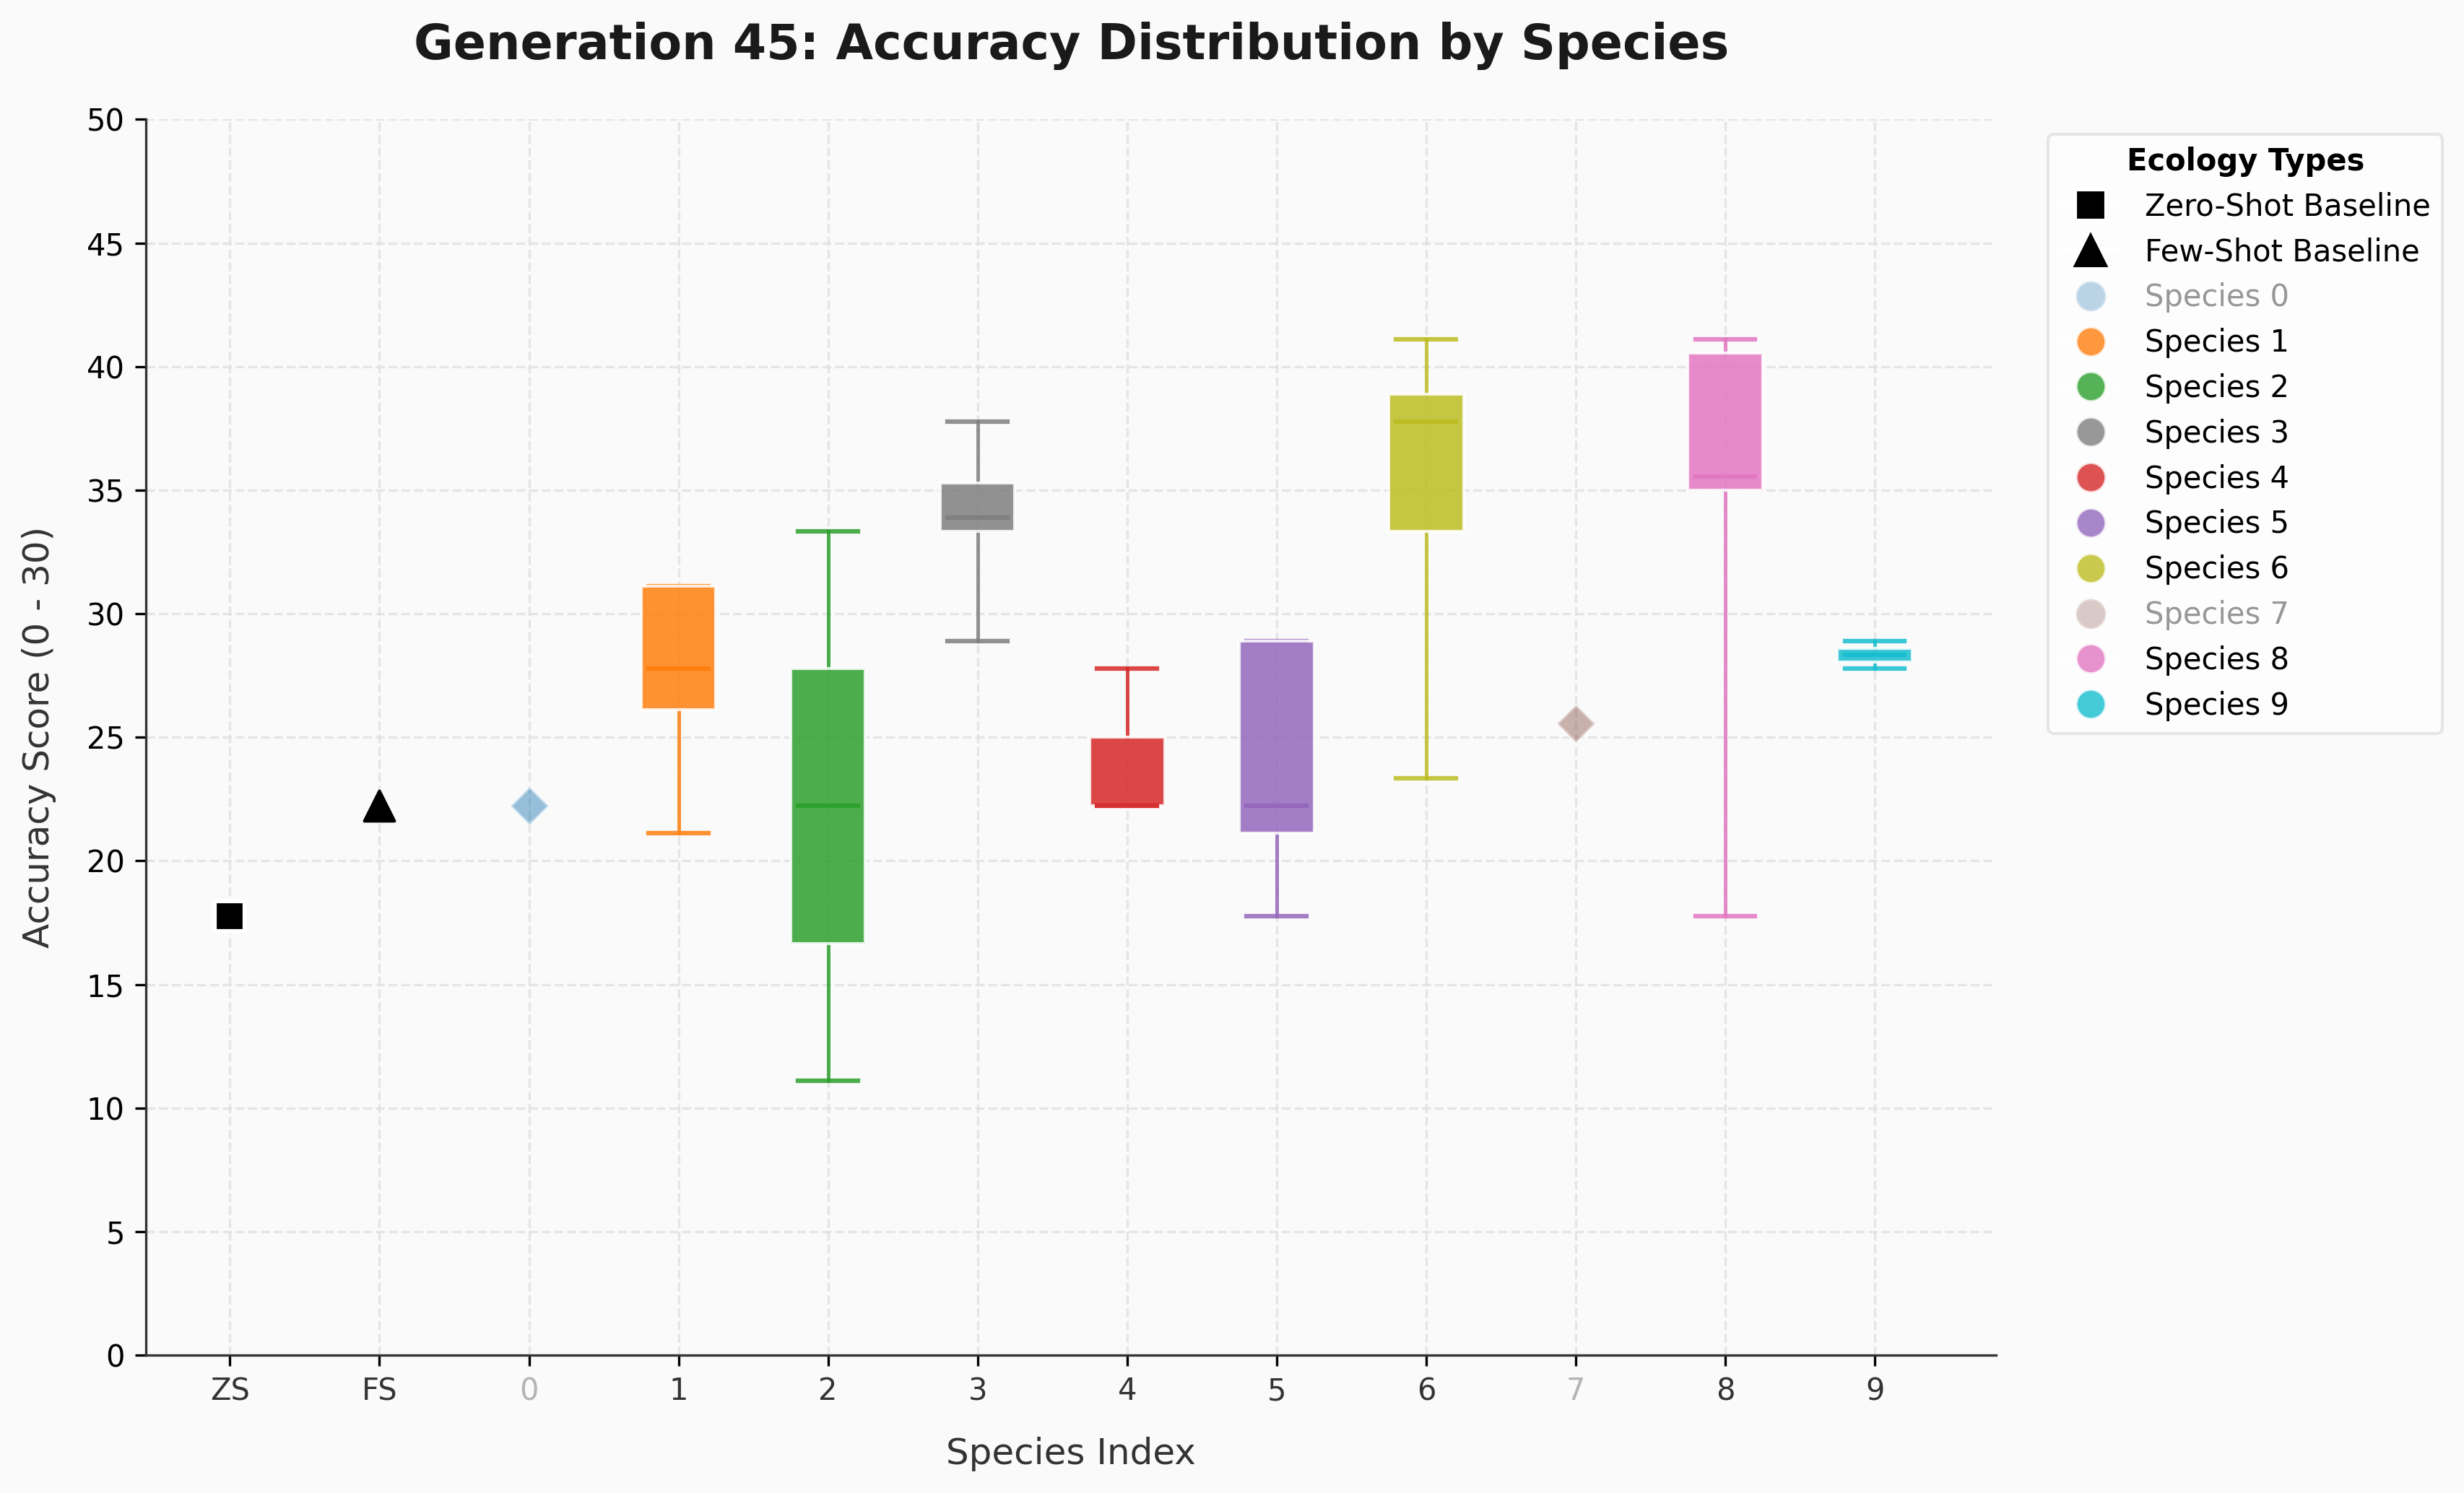 Generation 45: Accuracy Distribution by Species
Accuracy Score (0 - 30)
50
45
40
35
30
25
20
15
10
5
0
ZS FS 0 1 2 3 4 5 6 7 8 9
Species Index
Ecology Types
Zero-Shot Baseline
Few-Shot Baseline
Species 0
Species 1
Species 2
Species 3
Species 4
Species 5
Species 6
Species 7
Species 8
Species 9